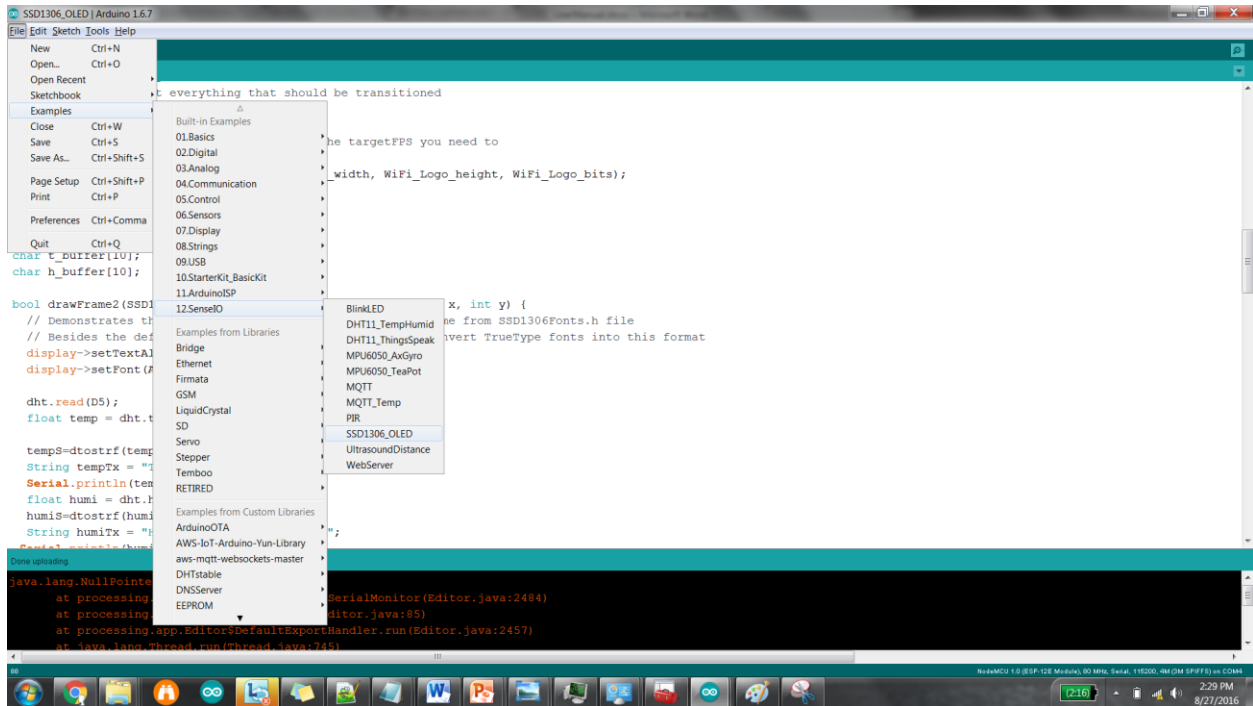 SSD1306_OLED | Arduino 1.6.7
File Edit Sketch Tools Help
New Ctrl+N
Open... Ctrl+O
Open Recent
Sketchbook
Examples
Close Ctrl+W
Save Ctrl+S
Save As... Ctrl+Shift+S
Page Setup Ctrl+Shift+P
Print Ctrl+P
Preferences Ctrl+Comma
Quit Ctrl+Q
Built-in Examples
01.Basics
02.Digital
03.Analog
04.Communication
05.Control
06.Sensors
07.Display
08.Strings
09.USB
10.StarterKit_BasicKit
11.ArduinoISP
12.SenseIO
Examples from Libraries
Bridge
Ethernet
Firmata
GSM
LiquidCrystal
SD
Servo
Stepper
Temboo
RETIRED
Examples from Custom Libraries
ArduinoOTA
AWS-IoT-Arduino-Yun-Library
aws-mqtt-websockets-master
DHTstable
DNSServer
EEPROM
BlinkLED
DHT11_TempHumid
DHT11_ThingsSpeak
MPU6050_AxGyro
MPU6050_TeaPot
MQTT
MQTT_Temp
PIR
SSD1306_OLED
UltrasoundDistance
WebServer
t everything that should be transitioned
he targetFPS you need to
_width, WiFi_Logo_height, WiFi_Logo_bits);
char t_buffer[10];
char h_buffer[10];
bool drawFrame2(SSD1 x, int y) {
// Demonstrates th me from SSD1306Fonts.h file
// Besides the def nvert TrueType fonts into this format
display->setTextAl
display->setFont(A
dht.read(D5);
float temp = dht.t
tempS=dtostrf(temp
String tempTx = "T
Serial.println(tem
float humi = dht.h
humiS=dtostrf(humi
String humiTx = "H ";
Serial.println(humi
Done uploading.
java.lang.NullPointe
at processing. SerialMonitor(Editor.java:2484)
at processing. ditor.java:85)
at processing.app.Editor$DefaultExportHandler.run(Editor.java:2457)
at java.lang.Thread.run(Thread.java:745)
NodeMCU 1.0 (ESP-12E Module), 80 MHz, Serial, 115200, 4M (3M SPIFFS) on COM4
(2:16)
2:29 PM
8/27/2016